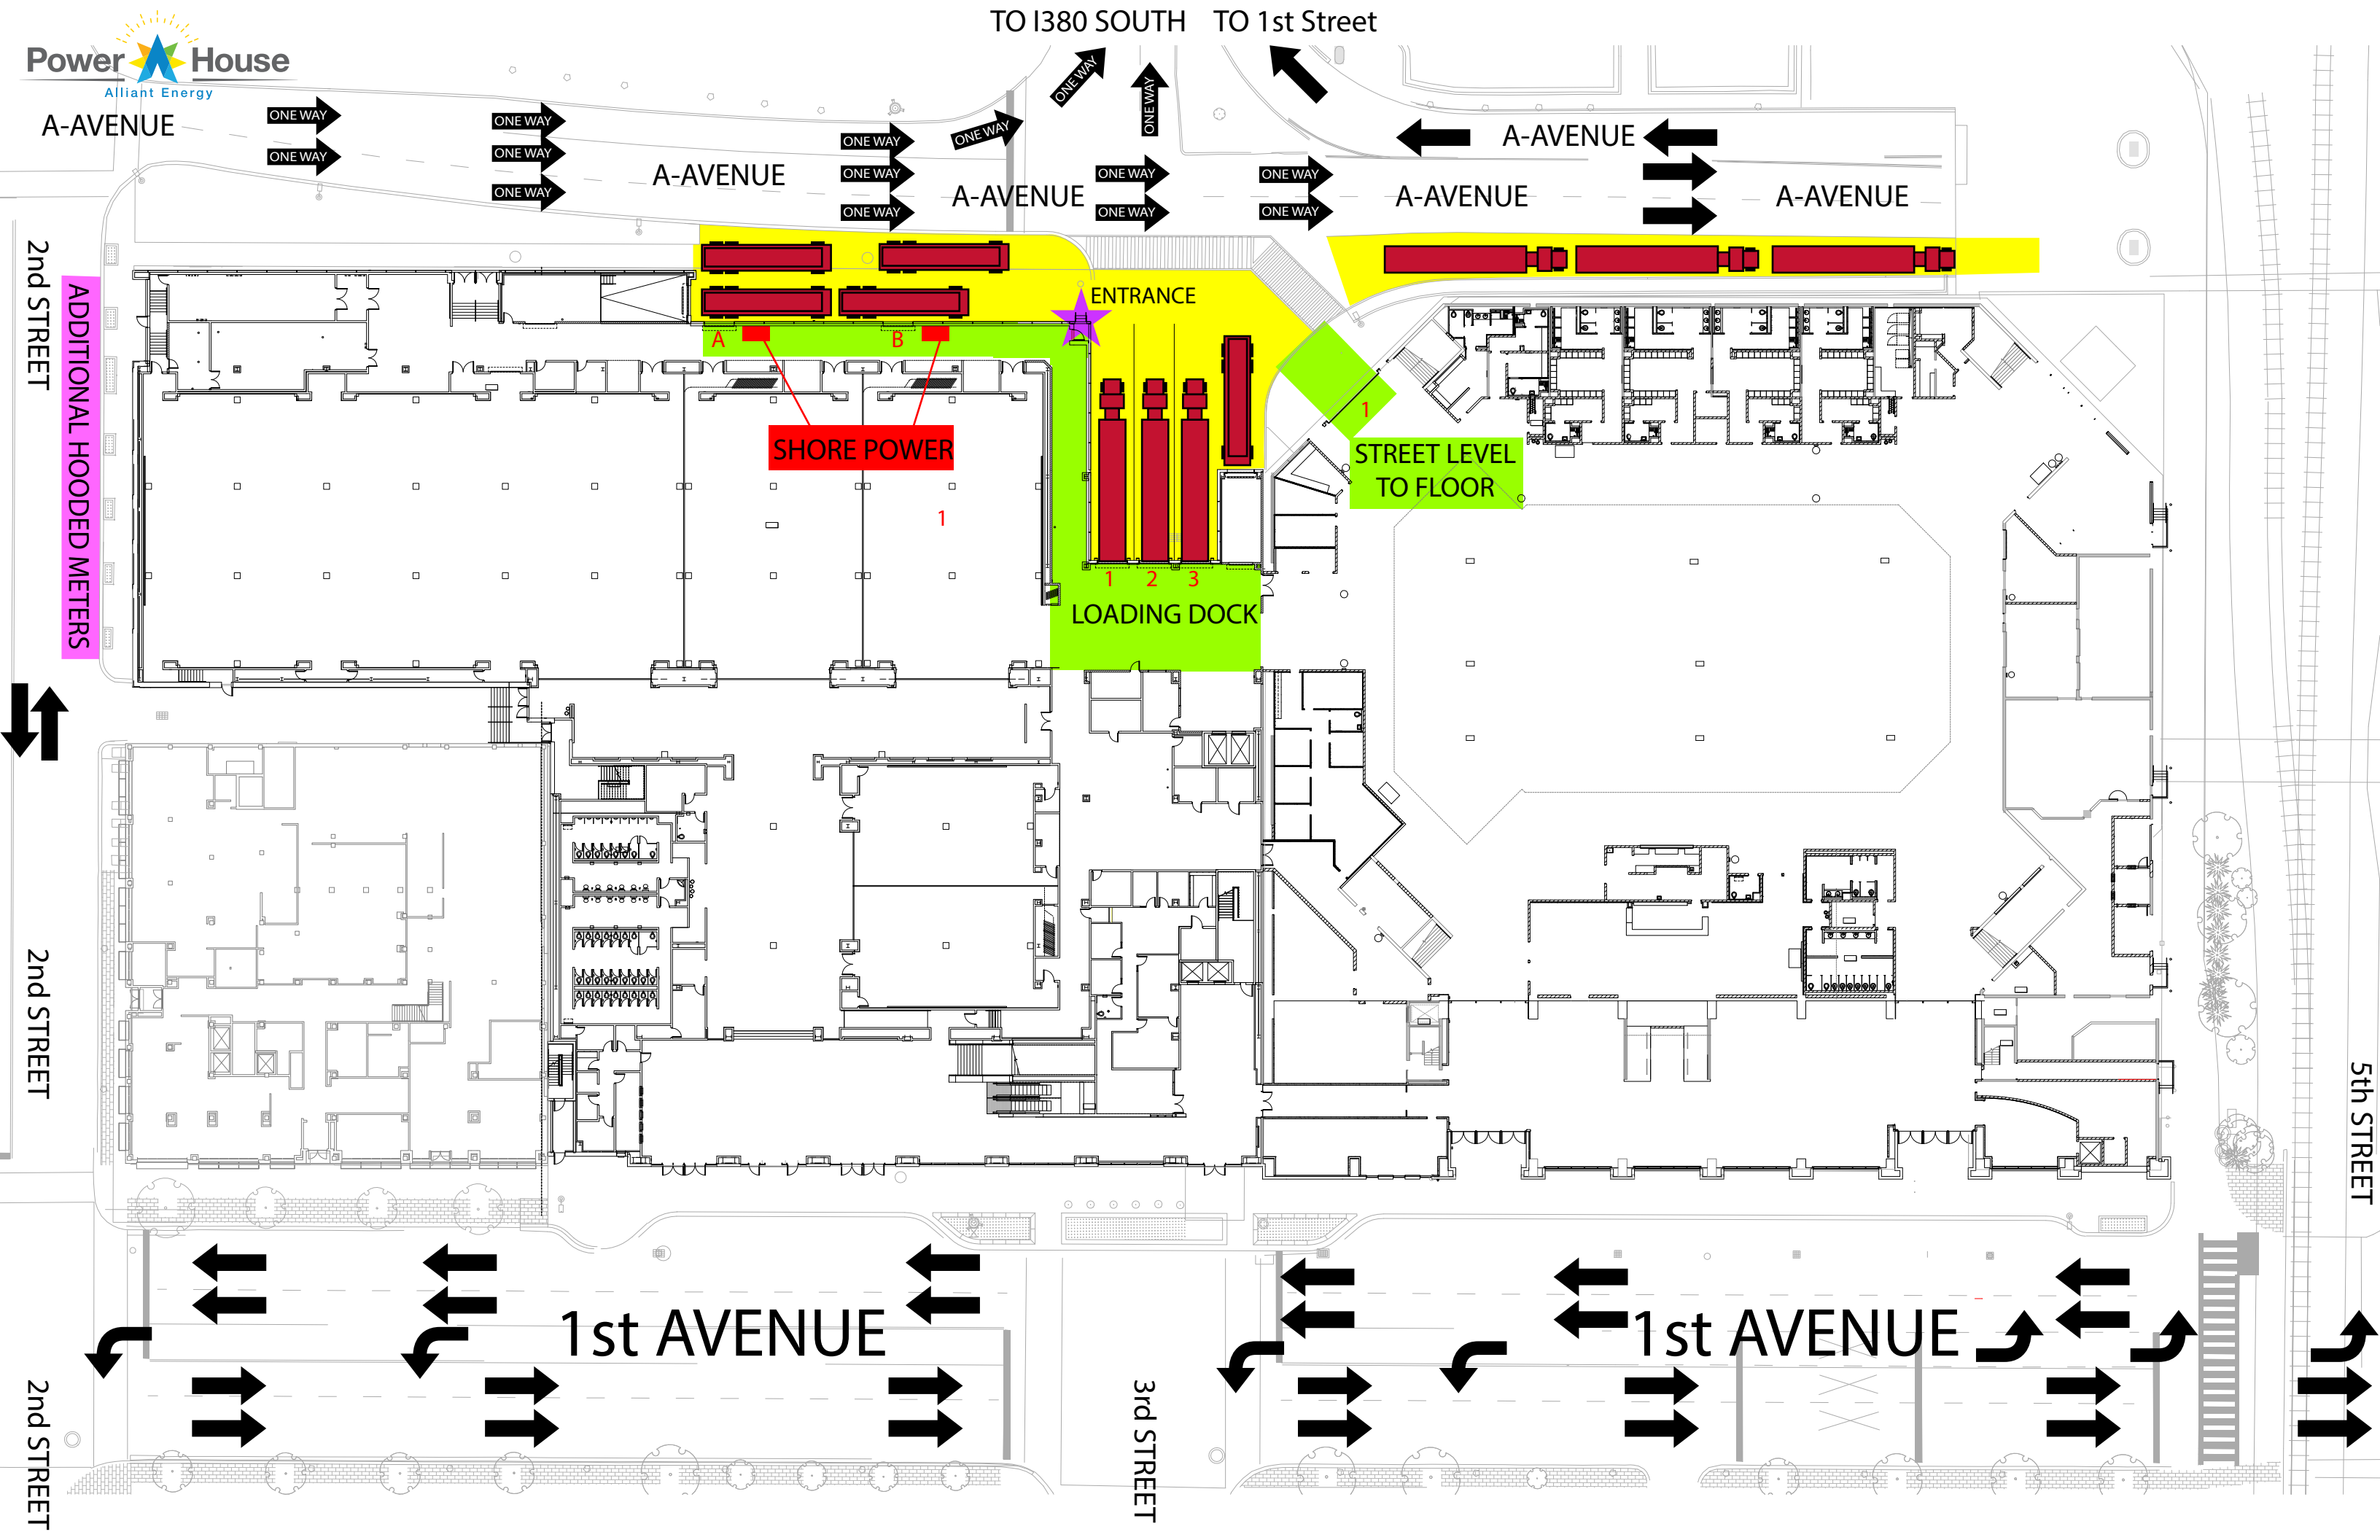 TO I380 SOUTH TO 1st Street
Power House
Alliant Energy
A-AVENUE
ONE WAY
ONE WAY
ONE WAY
ONE WAY
ONE WAY
A-AVENUE
ONE WAY
ONE WAY
ONE WAY
ONE WAY
ONE WAY
ONE WAY
A-AVENUE
ONE WAY
ONE WAY
ONE WAY
ONE WAY
A-AVENUE
A-AVENUE
A-AVENUE
2nd STREET
ADDITIONAL HOODED METERS
ENTRANCE
A
B
SHORE POWER
1
1
STREET LEVEL
TO FLOOR
1 2 3
LOADING DOCK
2nd STREET
5th STREET
1st AVENUE
1st AVENUE
2nd STREET
3rd STREET